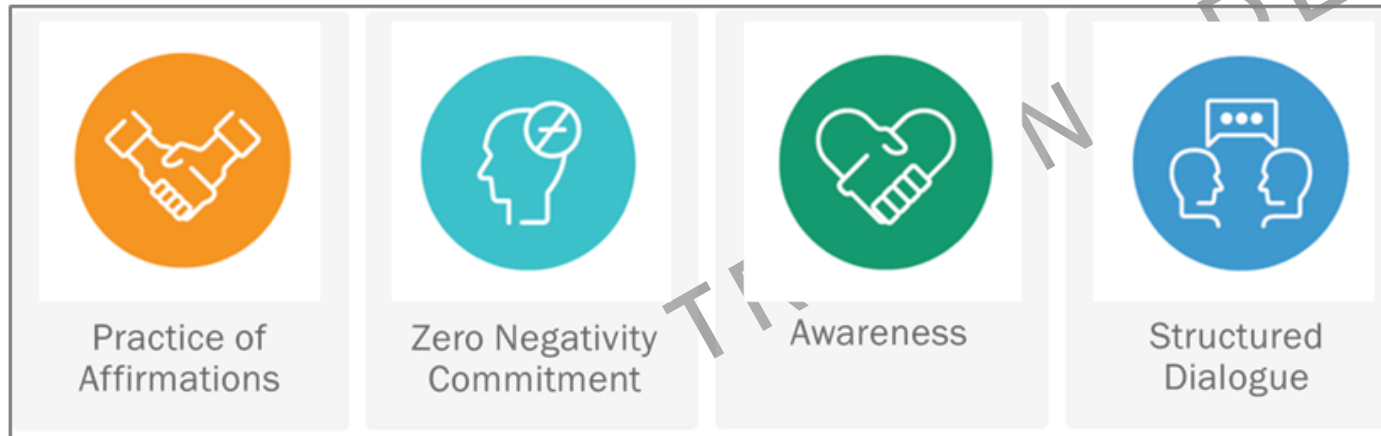 Practice of
Affirmations
Zero Negativity
Commitment
Awareness
Structured
Dialogue